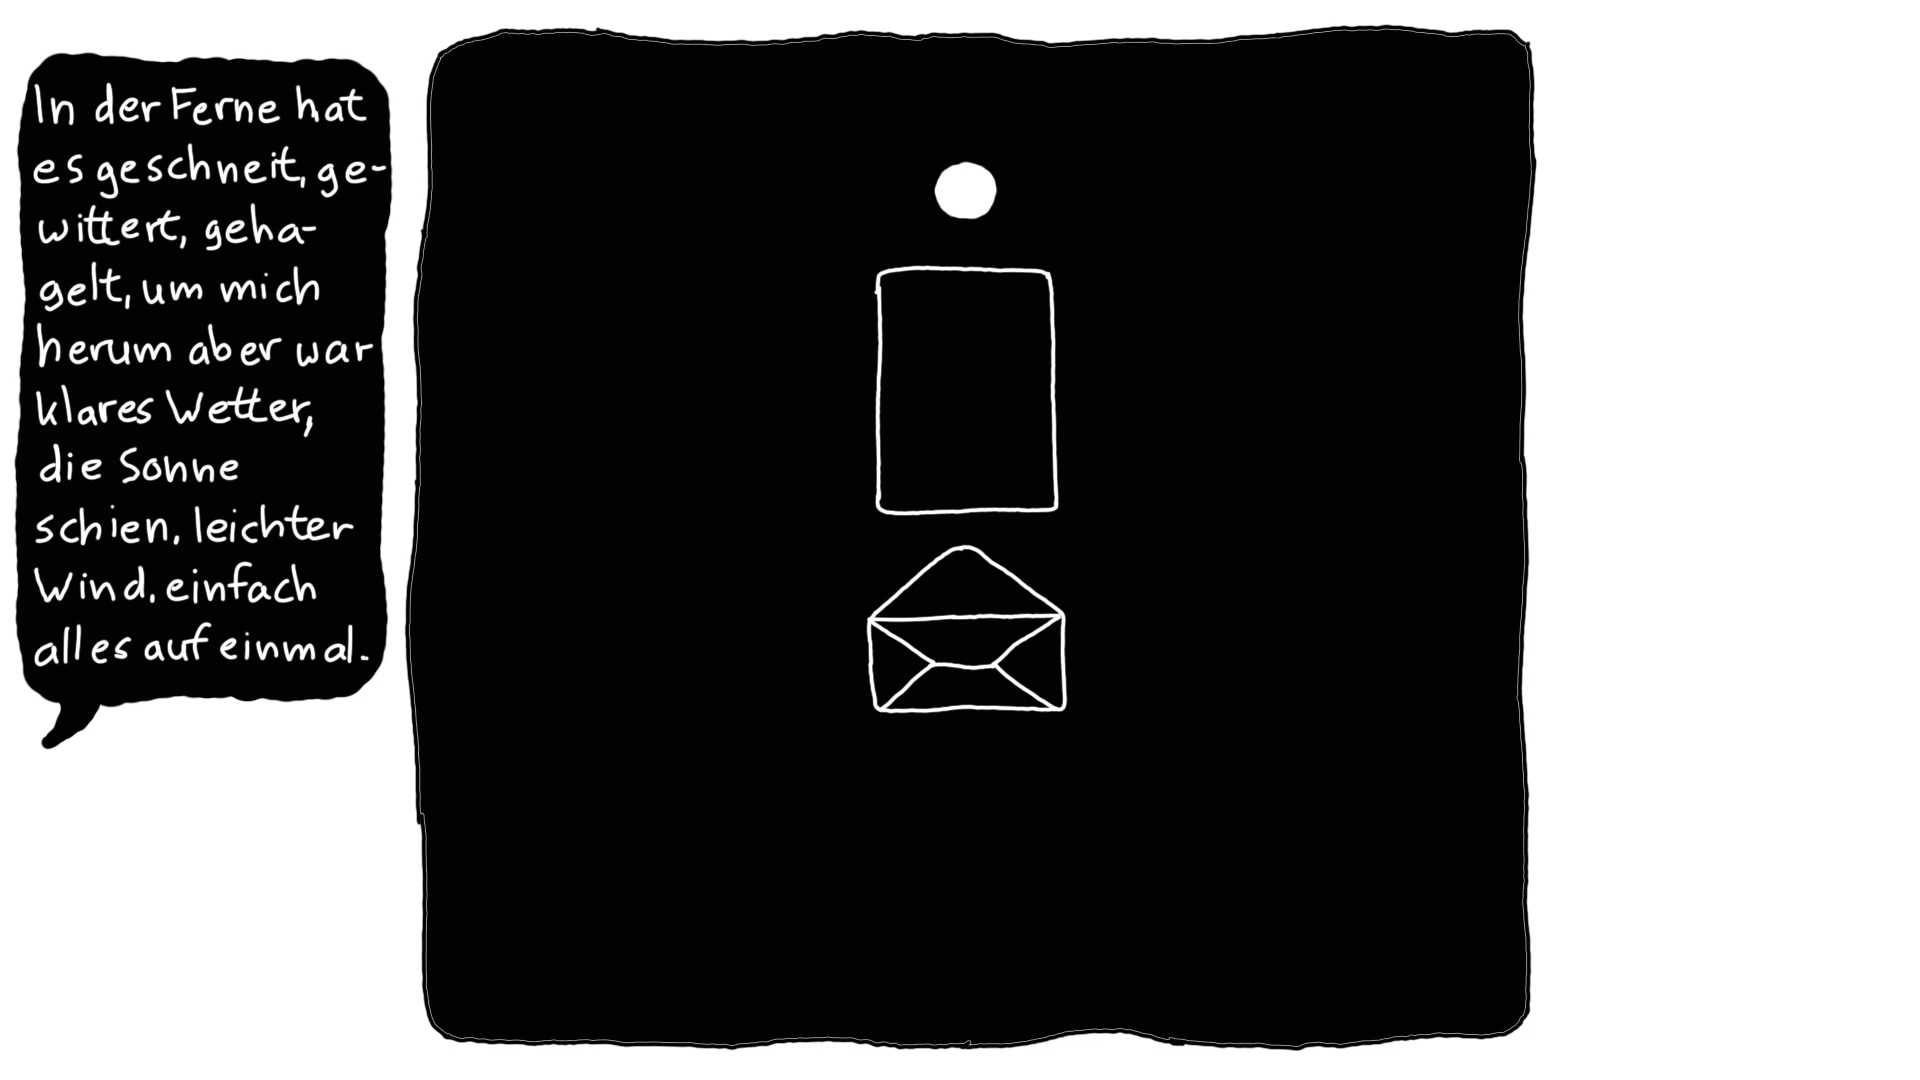 In der Ferne hat
es geschneit, ge-
wittert, geha-
gelt, um mich
herum aber war
klares Wetter,
die Sonne
schien, leichter
Wind, einfach
alles auf einmal.